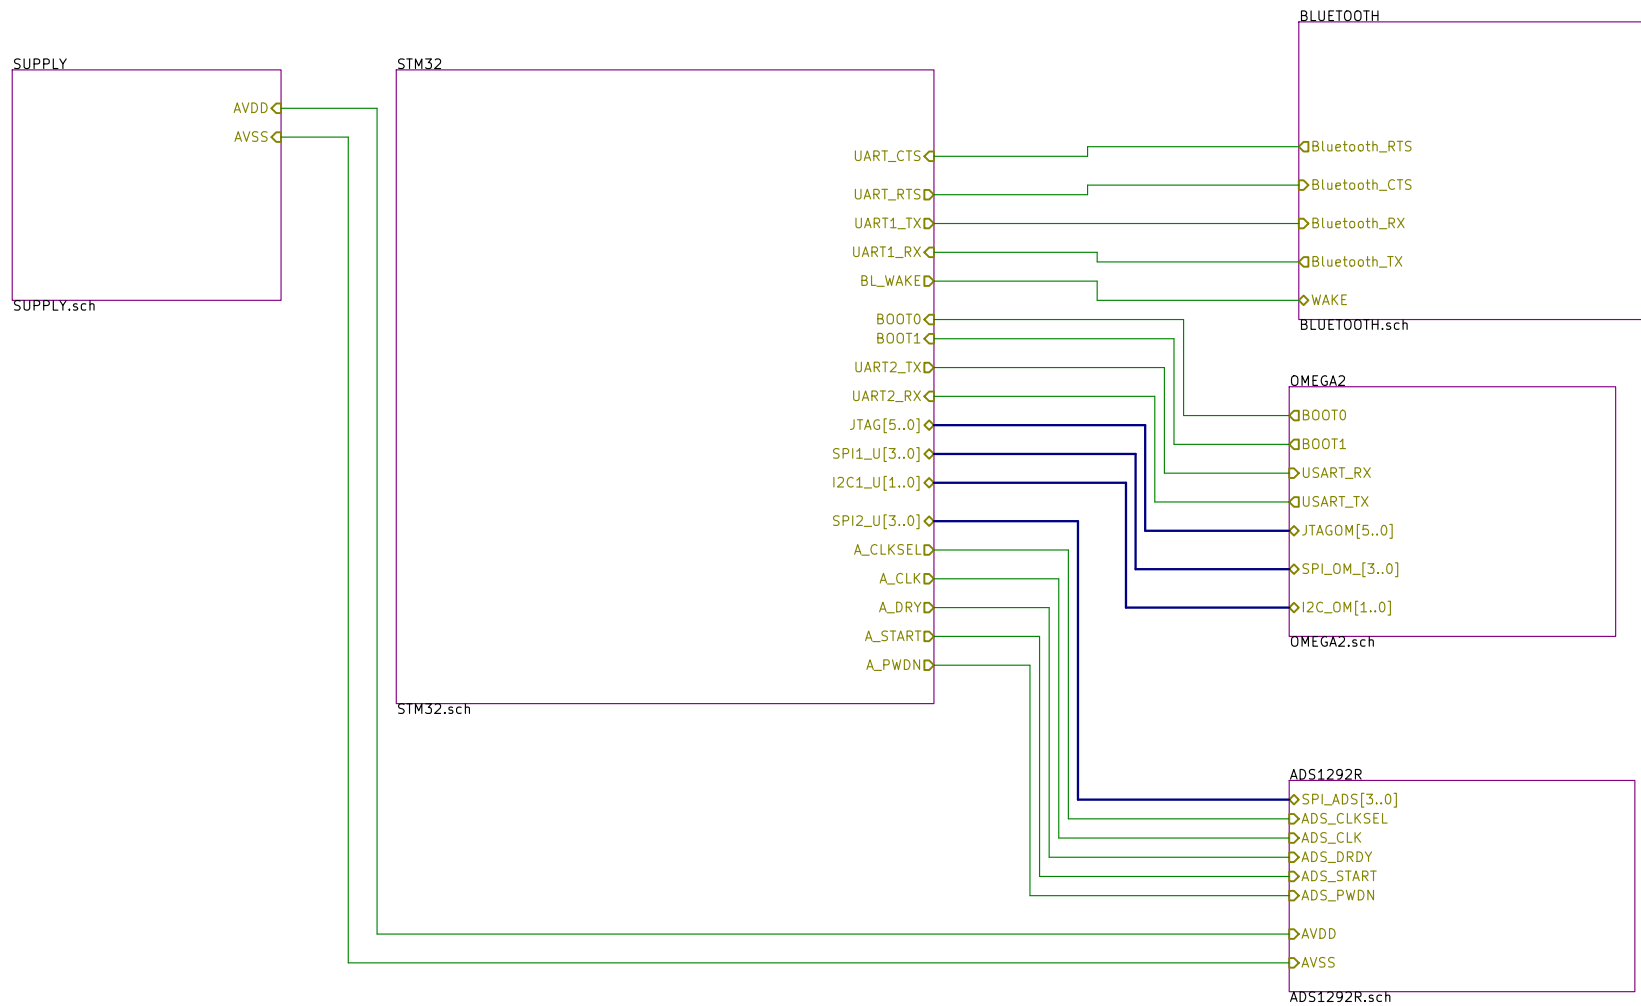 SUPPLY
AVDD
AVSS
SUPPLY.sch
STM32
UART_CTS
UART_RTS
UART1_TX
UART1_RX
BL_WAKE
BOOT0
BOOT1
UART2_TX
UART2_RX
JTAG[5..0]
SPI1_U[3..0]
I2C1_U[1..0]
SPI2_U[3..0]
A_CLKSEL
A_CLK
A_DRY
A_START
A_PWDN
STM32.sch
BLUETOOTH
Bluetooth_RTS
Bluetooth_CTS
Bluetooth_RX
Bluetooth_TX
WAKE
BLUETOOTH.sch
OMEGA2
BOOT0
BOOT1
USART_RX
USART_TX
JTAGOM[5..0]
SPI_OM_[3..0]
I2C_OM[1..0]
OMEGA2.sch
ADS1292R
SPI_ADS[3..0]
ADS_CLKSEL
ADS_CLK
ADS_DRDY
ADS_START
ADS_PWDN
AVDD
AVSS
ADS1292R.sch